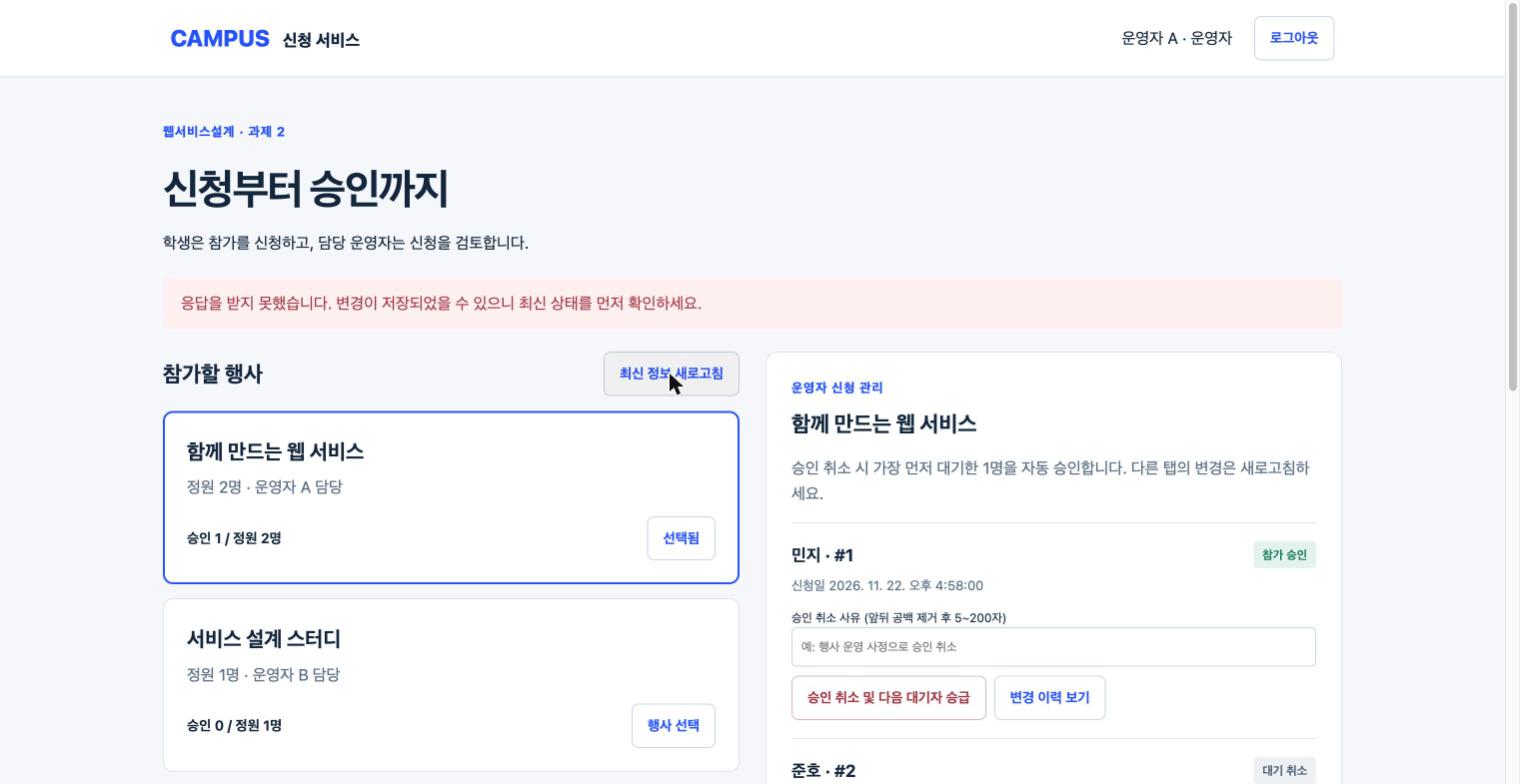 CAMPUS 신청 서비스
운영자 A · 운영자
로그아웃
웹서비스설계 · 과제 2
신청부터 승인까지
학생은 참가를 신청하고, 담당 운영자는 신청을 검토합니다.
응답을 받지 못했습니다. 변경이 저장되었을 수 있으니 최신 상태를 먼저 확인하세요.
참가할 행사
최신 정보 새로고침
함께 만드는 웹 서비스
정원 2명 · 운영자 A 담당
승인 1 / 정원 2명
선택됨
서비스 설계 스터디
정원 1명 · 운영자 B 담당
승인 0 / 정원 1명
행사 선택
운영자 신청 관리
함께 만드는 웹 서비스
승인 취소 시 가장 먼저 대기한 1명을 자동 승인합니다. 다른 탭의 변경은 새로고침하
세요.
민지 · #1
참가 승인
신청일 2026. 11. 22. 오후 4:58:00
승인 취소 사유 (앞뒤 공백 제거 후 5~200자)
예: 행사 운영 사정으로 승인 취소
승인 취소 및 다음 대기자 승급
변경 이력 보기
준호 · #2
대기 취소